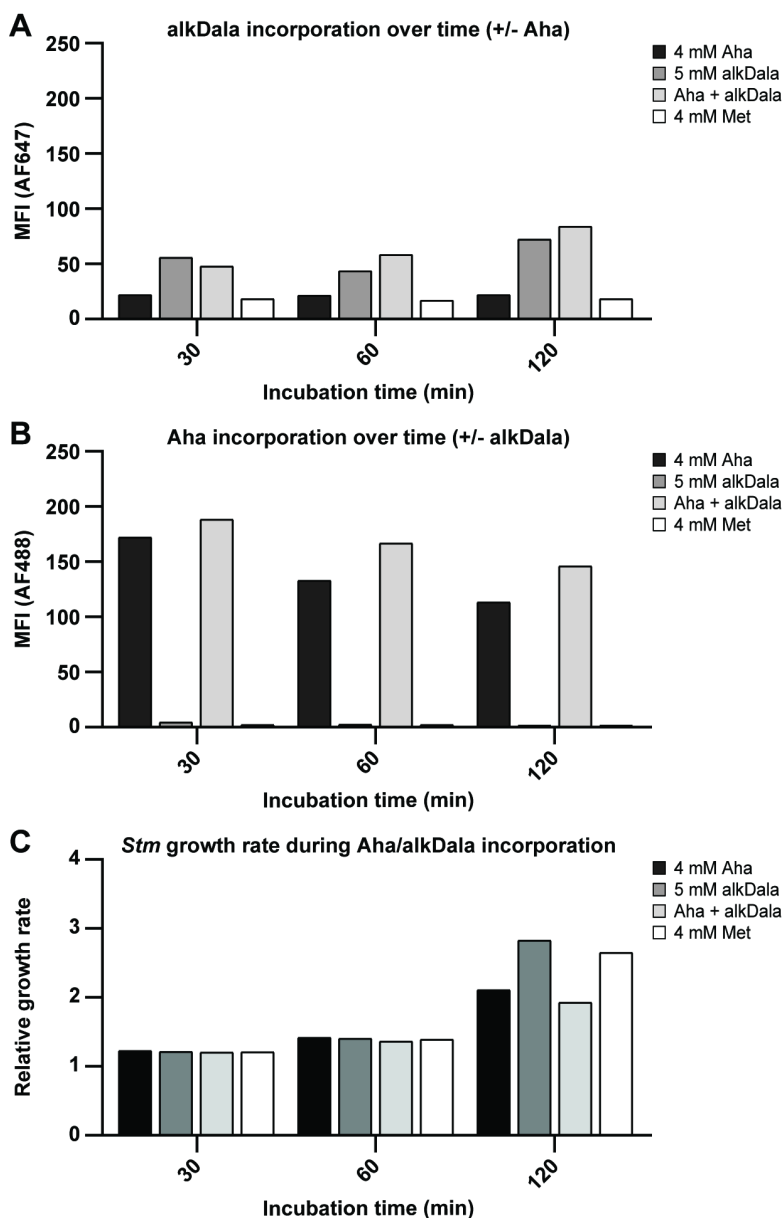 A
alkDala incorporation over time (+/- Aha)
250
200
150
100
50
0
MFI (AF647)
30
60
120
Incubation time (min)
4 mM Aha
5 mM alkDala
Aha + alkDala
4 mM Met
B
Aha incorporation over time (+/- alkDala)
250
200
150
100
50
0
MFI (AF488)
30
60
120
Incubation time (min)
4 mM Aha
5 mM alkDala
Aha + alkDala
4 mM Met
C
Stm growth rate during Aha/alkDala incorporation
4
3
2
1
0
Relative growth rate
30
60
120
Incubation time (min)
4 mM Aha
5 mM alkDala
Aha + alkDala
4 mM Met